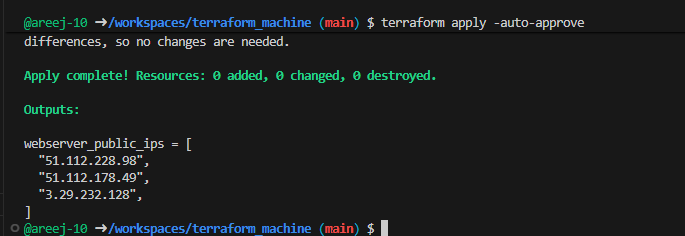 @areej-10 ➜/workspaces/terraform_machine (main) $ terraform apply -auto-approve
differences, so no changes are needed.
Apply complete! Resources: 0 added, 0 changed, 0 destroyed.
Outputs:
webserver_public_ips = [
  "51.112.228.98",
  "51.112.178.49",
  "3.29.232.128",
]
@areej-10 ➜/workspaces/terraform_machine (main) $